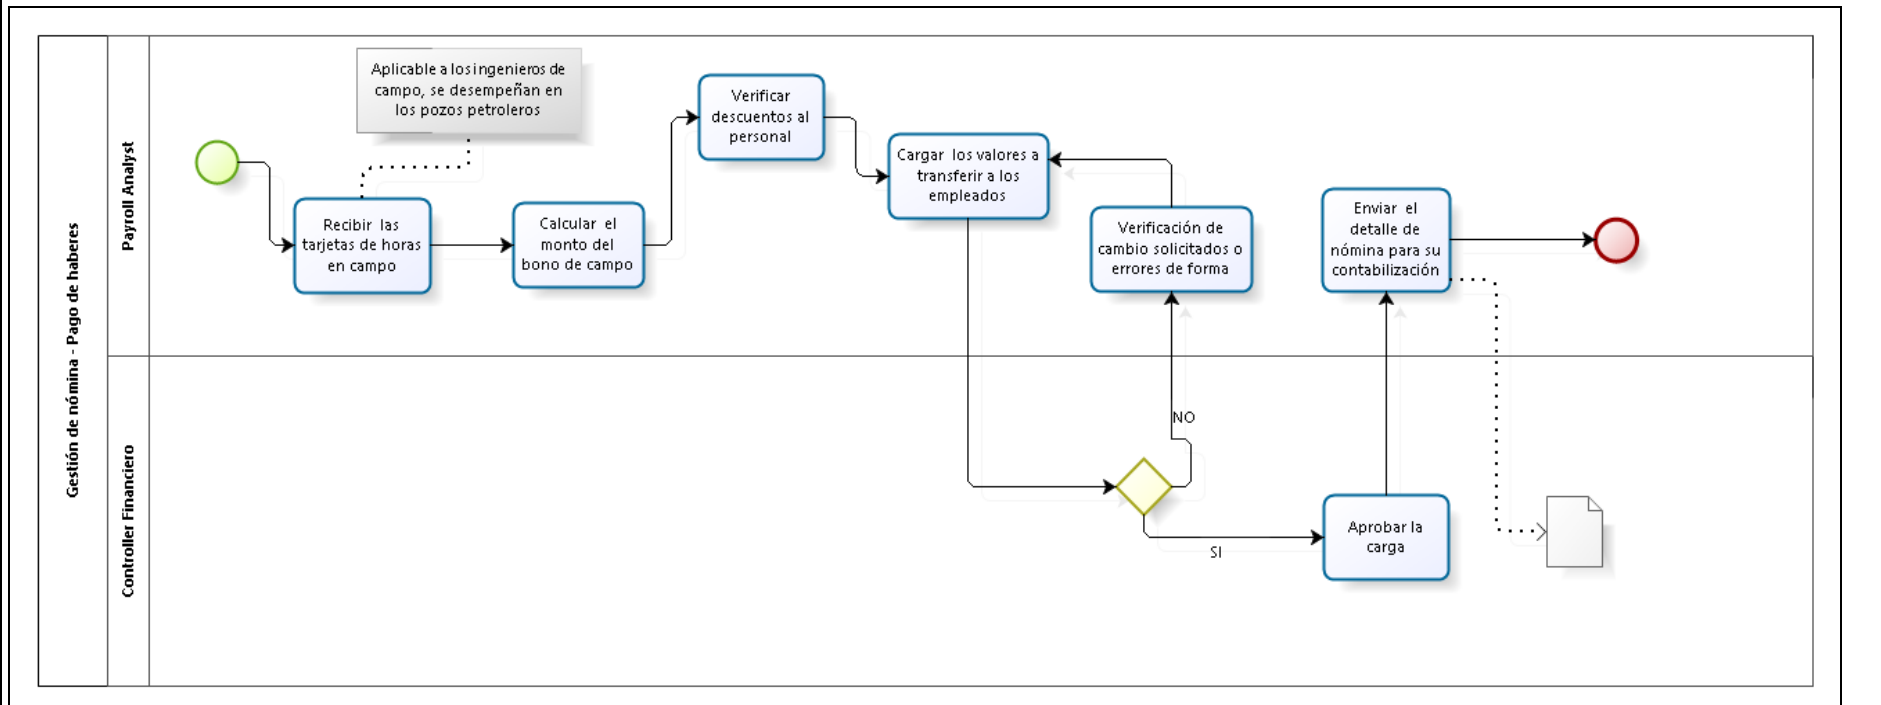 Gestión de nómina - Pago de haberes
Payroll Analyst
Aplicable a los ingenieros de
campo, se desempeñan en
los pozos petroleros
Recibir las
tarjetas de horas
en campo
Calcular el
monto del
bono de campo
Verificar
descuentos al
personal
Cargar los valores a
transferir a los
empleados
Verificación de
cambio solicitados o
errores de forma
Enviar el
detalle de
nómina para su
contabilización
Controller Financiero
NO
SI
Aprobar la
carga